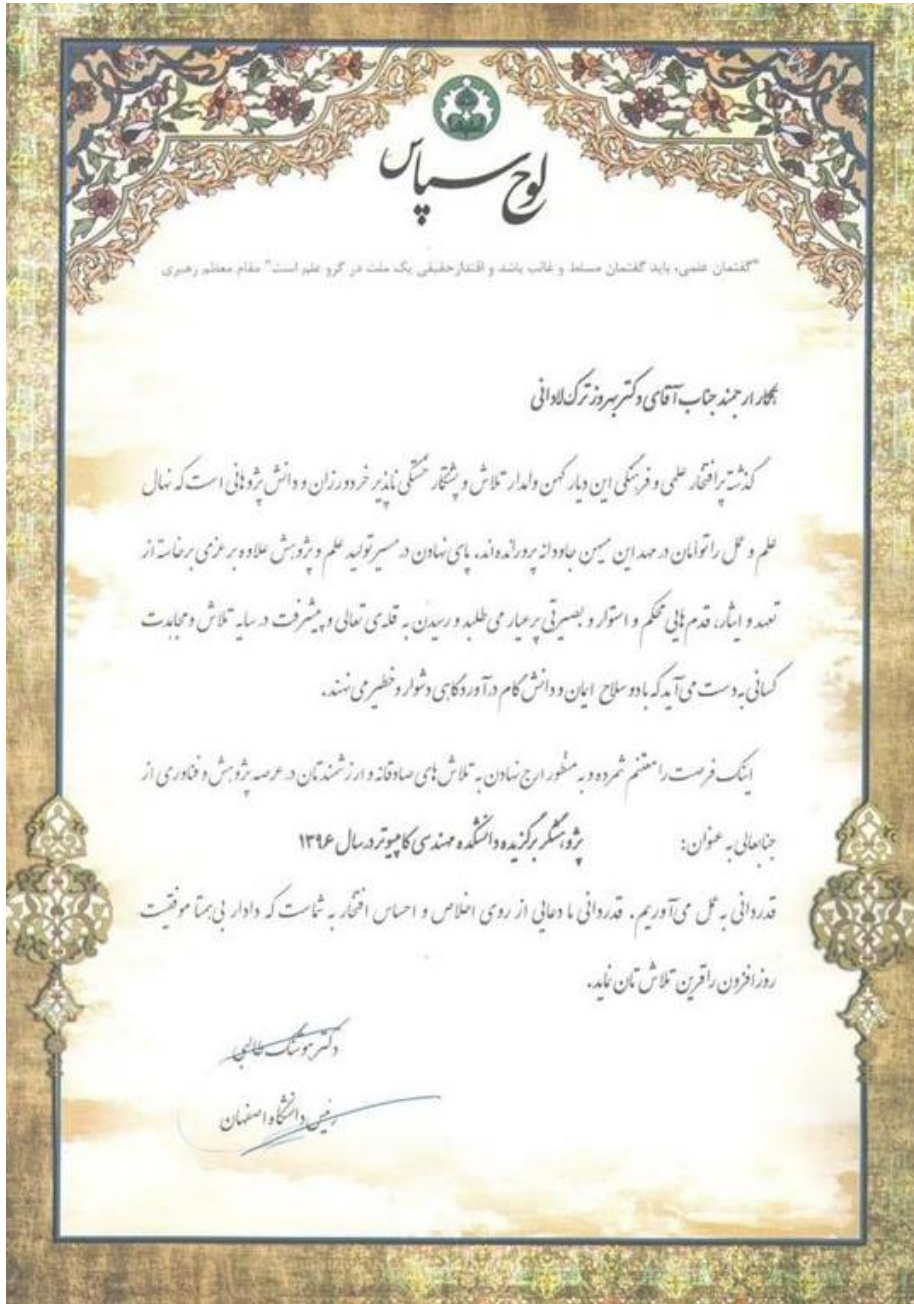 لوح سپاس
"گفتمان علمی، باید گفتمان مسلط و غالب باشد و اقتدار حقیقی یک ملت در گرو علم است" مقام معظم رهبری
همکار ارجمند جناب آقای دکتر بهروز ترک لادانی
گذشته پرافتخار علمی و فرهنگی این دیار کهن وامدار تلاش و پشتکار خستگی ناپذیر خردورزان و دانش پژوهانی است که نهال
علم و عمل را توأمان در مهد این میهن جاودانه پرورانده‌اند. پای نهادن در مسیر تولید علم و پژوهش علاوه بر عزمی برخاسته از
تعهد و ایثار، قدم هایی محکم و استوار و بصیرتی پرعیار می طلبد و رسیدن به قله‌ی تعالی و پیشرفت در سایه تلاش و مجاهدت
کسانی به دست می آید که با دو سلاح ایمان و دانش گام در آوردگاهی دشوار و خطیر می نهند.
اینک فرصت را مغتنم شمرده و به منظور ارج نهادن به تلاش های صادقانه و ارزشمندتان در عرصه پژوهش و فناوری از
جنابعالی به عنوان: پژوهشگر برگزیده دانشکده مهندسی کامپیوتر در سال ۱۳۹۶
قدردانی به عمل می آوریم. قدردانی ما دعایی از روی اخلاص و احساس افتخار به شماست که دادار بی همتا موفقیت
روزافزون را قرین تلاش تان نماید.
دکتر هوشنگ طالبی
رئیس دانشگاه اصفهان